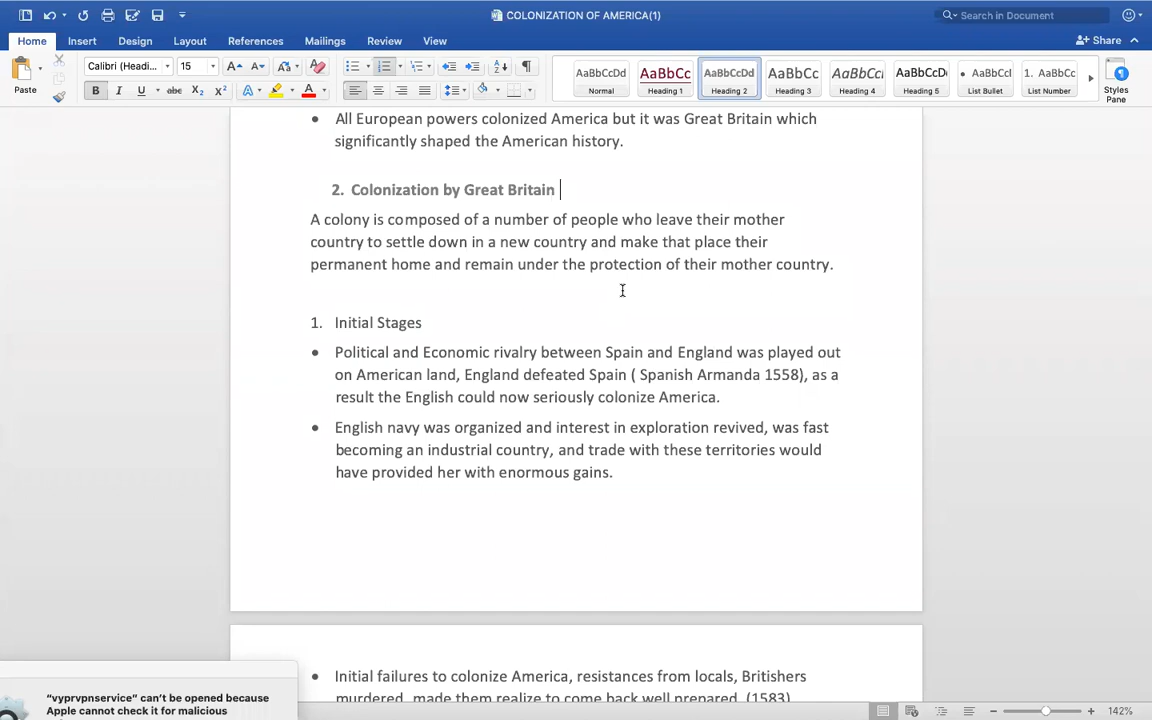 COLONIZATION OF AMERICA(1)
Search in Document
Home Insert Design Layout References Mailings Review View
Share
Paste
Calibri (Headi... 15
AaBbCcDd AaBbCc AaBbCcDd AaBbCc AaBbCcI AaBbCcD AaBbCcI 1. AaBbCc
Normal Heading 1 Heading 2 Heading 3 Heading 4 Heading 5 List Bullet List Number
Styles
Pane
• All European powers colonized America but it was Great Britain which
significantly shaped the American history.
2. Colonization by Great Britain
A colony is composed of a number of people who leave their mother
country to settle down in a new country and make that place their
permanent home and remain under the protection of their mother country.
1. Initial Stages
• Political and Economic rivalry between Spain and England was played out
on American land, England defeated Spain ( Spanish Armanda 1558), as a
result the English could now seriously colonize America.
• English navy was organized and interest in exploration revived, was fast
becoming an industrial country, and trade with these territories would
have provided her with enormous gains.
• Initial failures to colonize America, resistances from locals, Britishers
murdered, made them realize to come back well prepared. (1583)
"vyprvpnservice" can't be opened because
Apple cannot check it for malicious
142%